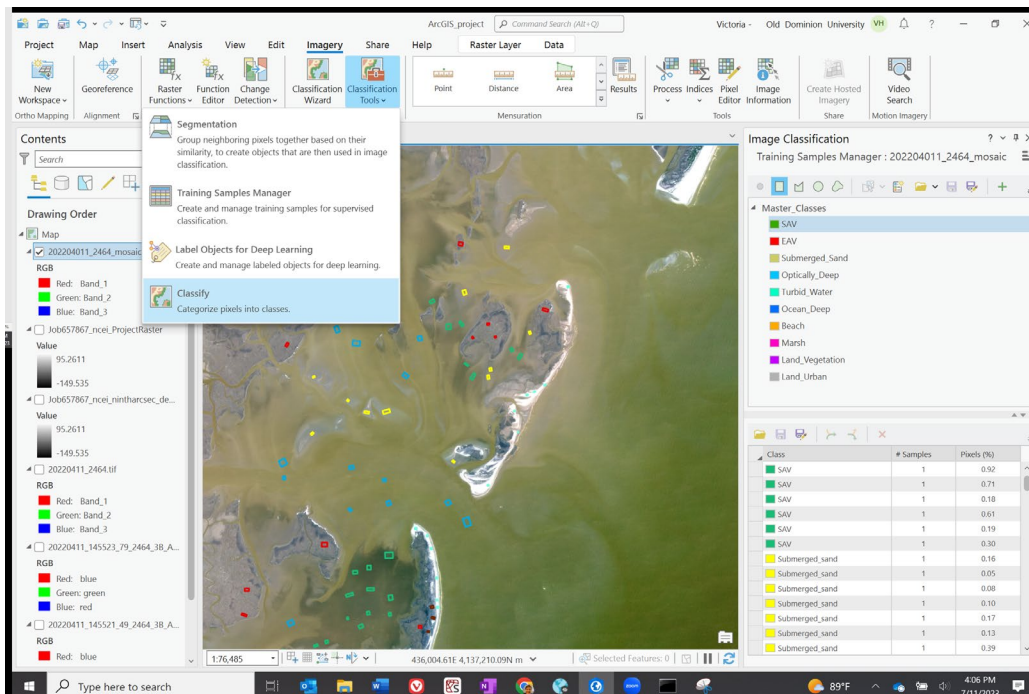 ArcGIS_project
Command Search (Alt+Q)
Victoria - Old Dominion University
VH
?
Project Map Insert Analysis View Edit Imagery Share Help Raster Layer Data
New Workspace
Georeference
Raster Functions
Function Editor
Change Detection
Classification Wizard
Classification Tools
Point
Distance
Area
Results
Process
Indices
Pixel Editor
Image Information
Create Hosted Imagery
Video Search
Ortho Mapping
Alignment
Mensuration
Tools
Share
Motion Imagery
Segmentation
Group neighboring pixels together based on their
similarity, to create objects that are then used in image
classification.
Training Samples Manager
Create and manage training samples for supervised
classification.
Label Objects for Deep Learning
Create and manage labeled objects for deep learning.
Classify
Categorize pixels into classes.
Contents
Search
Drawing Order
Map
202204011_2464_mosaic
RGB
Red: Band_1
Green: Band_2
Blue: Band_3
Job657867_ncei_ProjectRaster
Value
95.2611
-149.535
Job657867_ncei_nintharcsec_de...
Value
95.2611
-149.535
20220411_2464.tif
RGB
Red: Band_1
Green: Band_2
Blue: Band_3
20220411_145523_79_2464_3B_A...
RGB
Red: blue
Green: green
Blue: red
20220411_145521_49_2464_3B_A...
RGB
Red: blue
1:76,485
436,004.61E 4,137,210.09N m
Selected Features: 0
Image Classification
Training Samples Manager : 202204011_2464_mosaic
Master_Classes
SAV
EAV
Submerged_Sand
Optically_Deep
Turbid_Water
Ocean_Deep
Beach
Marsh
Land_Vegetation
Land_Urban
Class # Samples Pixels (%)
SAV 1 0.92
SAV 1 0.71
SAV 1 0.18
SAV 1 0.61
SAV 1 0.19
SAV 1 0.30
Submerged_sand 1 0.16
Submerged_sand 1 0.05
Submerged_sand 1 0.08
Submerged_sand 1 0.10
Submerged_sand 1 0.17
Submerged_sand 1 0.13
Submerged_sand 1 0.39
Type here to search
89°F
4:06 PM